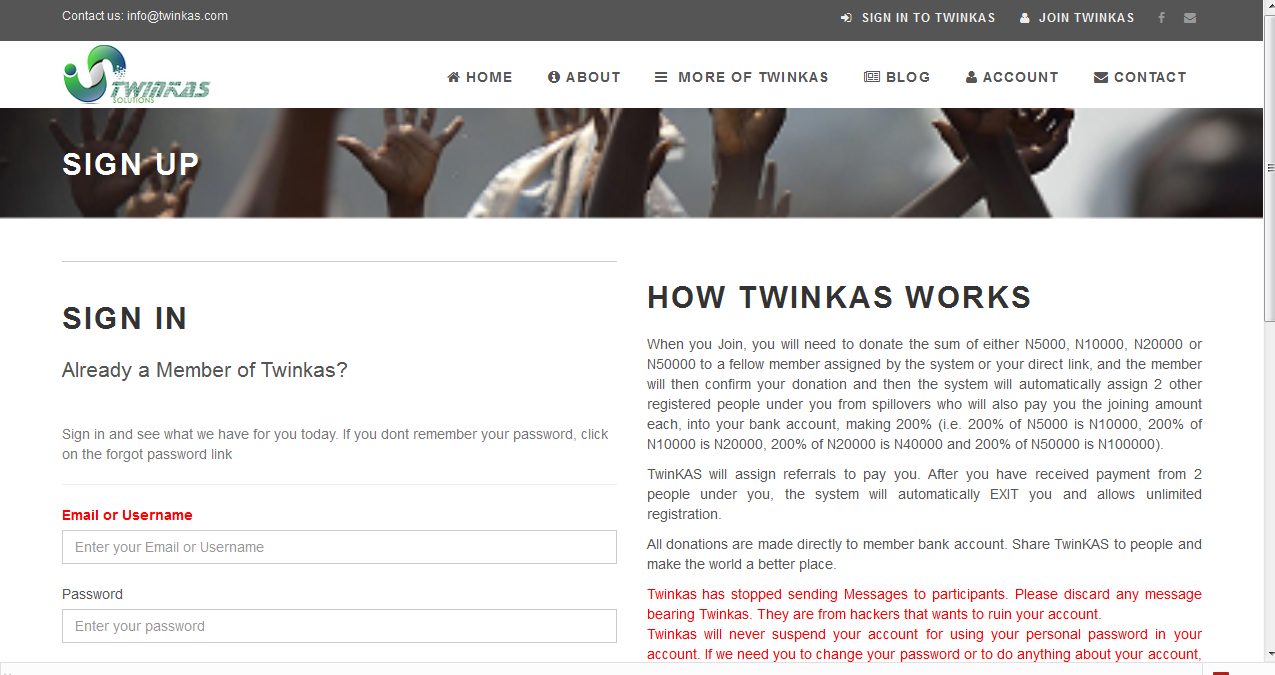 Contact us: info@twinkas.com
SIGN IN TO TWINKAS
JOIN TWINKAS
TWINKAS
SOLUTIONS
HOME
ABOUT
MORE OF TWINKAS
BLOG
ACCOUNT
CONTACT
SIGN UP
SIGN IN
Already a Member of Twinkas?
Sign in and see what we have for you today. If you dont remember your password, click
on the forgot password link
Email or Username
Enter your Email or Username
Password
Enter your password
HOW TWINKAS WORKS
When you Join, you will need to donate the sum of either N5000, N10000, N20000 or
N50000 to a fellow member assigned by the system or your direct link, and the member
will then confirm your donation and then the system will automatically assign 2 other
registered people under you from spillovers who will also pay you the joining amount
each, into your bank account, making 200% (i.e. 200% of N5000 is N10000, 200% of
N10000 is N20000, 200% of N20000 is N40000 and 200% of N50000 is N100000).
TwinKAS will assign referrals to pay you. After you have received payment from 2
people under you, the system will automatically EXIT you and allows unlimited
registration.
All donations are made directly to member bank account. Share TwinKAS to people and
make the world a better place.
Twinkas has stopped sending Messages to participants. Please discard any message
bearing Twinkas. They are from hackers that wants to ruin your account.
Twinkas will never suspend your account for using your personal password in your
account. If we need you to change your password or to do anything about your account,